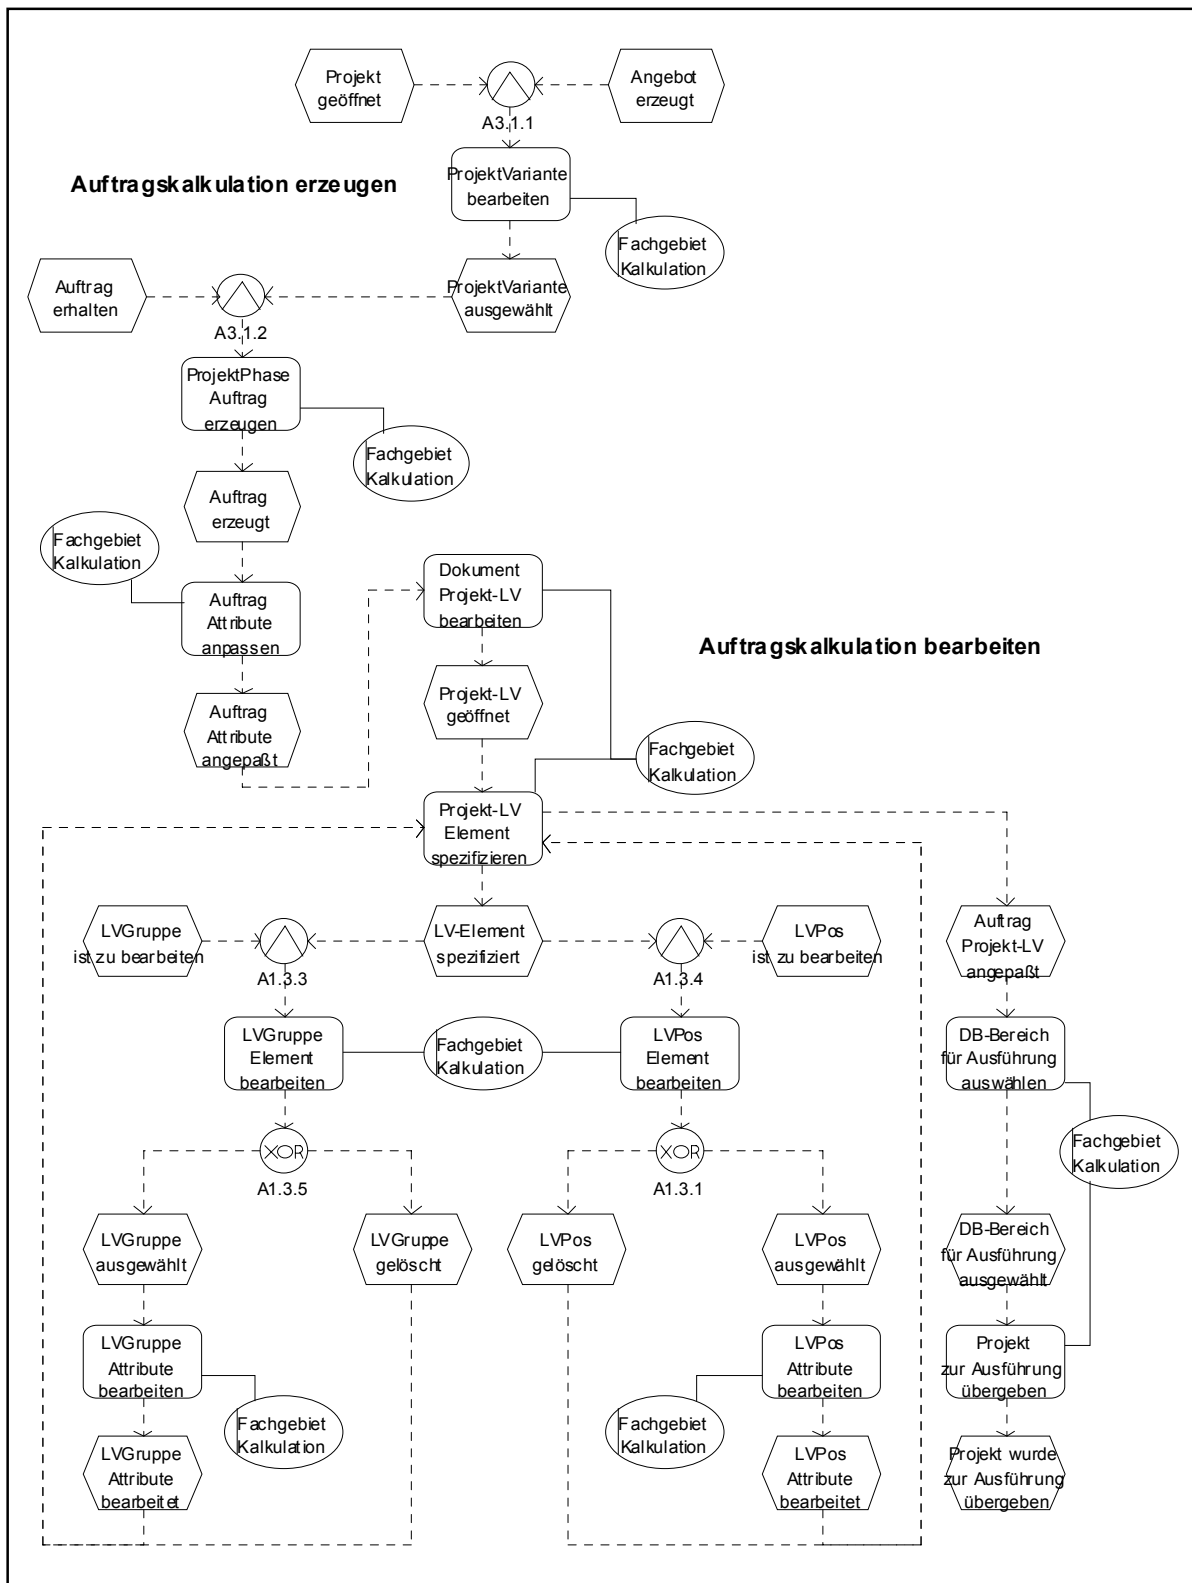 Projekt
geöffnet
Angebot
erzeugt
A3.1.1
Auftragskalkulation erzeugen
ProjektVariante
bearbeiten
Fachgebiet
Kalkulation
Auftrag
erhalten
ProjektVariante
ausgewählt
A3.1.2
ProjektPhase
Auftrag
erzeugen
Fachgebiet
Kalkulation
Auftrag
erzeugt
Fachgebiet
Kalkulation
Auftrag
Attribute
anpassen
Dokument
Projekt-LV
bearbeiten
Auftragskalkulation bearbeiten
Auftrag
Attribute
angepaßt
Projekt-LV
geöffnet
Fachgebiet
Kalkulation
Projekt-LV
Element
spezifizieren
LVGruppe
ist zu bearbeiten
LV-Element
spezifiziert
LVPos
ist zu bearbeiten
Auftrag
Projekt-LV
angepaßt
A1.3.3
A1.3.4
LVGruppe
Element
bearbeiten
Fachgebiet
Kalkulation
LVPos
Element
bearbeiten
DB-Bereich
für Ausführung
auswählen
XOR
A1.3.5
XOR
A1.3.1
Fachgebiet
Kalkulation
LVGruppe
ausgewählt
LVGruppe
gelöscht
LVPos
gelöscht
LVPos
ausgewählt
DB-Bereich
für Ausführung
ausgewählt
LVGruppe
Attribute
bearbeiten
Fachgebiet
Kalkulation
Fachgebiet
Kalkulation
LVPos
Attribute
bearbeiten
Projekt
zur Ausführung
übergeben
LVGruppe
Attribute
bearbeitet
LVPos
Attribute
bearbeitet
Projekt wurde
zur Ausführung
übergeben